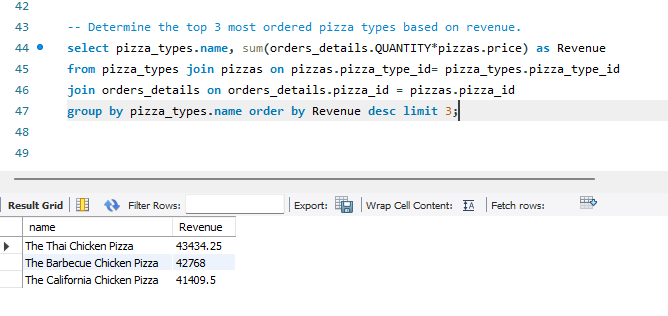 42
43 -- Determine the top 3 most ordered pizza types based on revenue.
44 select pizza_types.name, sum(orders_details.QUANTITY*pizzas.price) as Revenue
45 from pizza_types join pizzas on pizzas.pizza_type_id= pizza_types.pizza_type_id
46 join orders_details on orders_details.pizza_id = pizzas.pizza_id
47 group by pizza_types.name order by Revenue desc limit 3;
48
49
Result Grid Filter Rows: Export: Wrap Cell Content: IA Fetch rows:
name Revenue
The Thai Chicken Pizza 43434.25
The Barbecue Chicken Pizza 42768
The California Chicken Pizza 41409.5